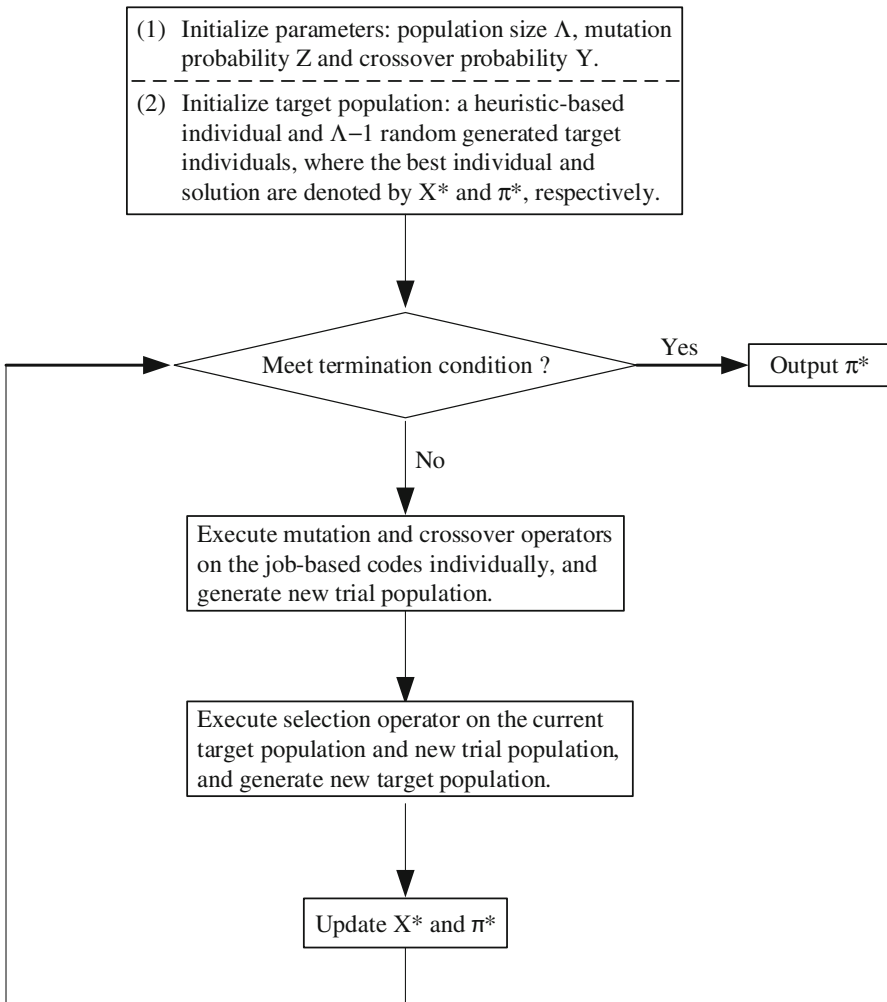 (1) Initialize parameters: population size Λ, mutation
probability Z and crossover probability Y.
(2) Initialize target population: a heuristic-based
individual and Λ−1 random generated target
individuals, where the best individual and
solution are denoted by X* and π*, respectively.
Meet termination condition ?
Yes
Output π*
No
Execute mutation and crossover operators
on the job-based codes individually, and
generate new trial population.
Execute selection operator on the current
target population and new trial population,
and generate new target population.
Update X* and π*